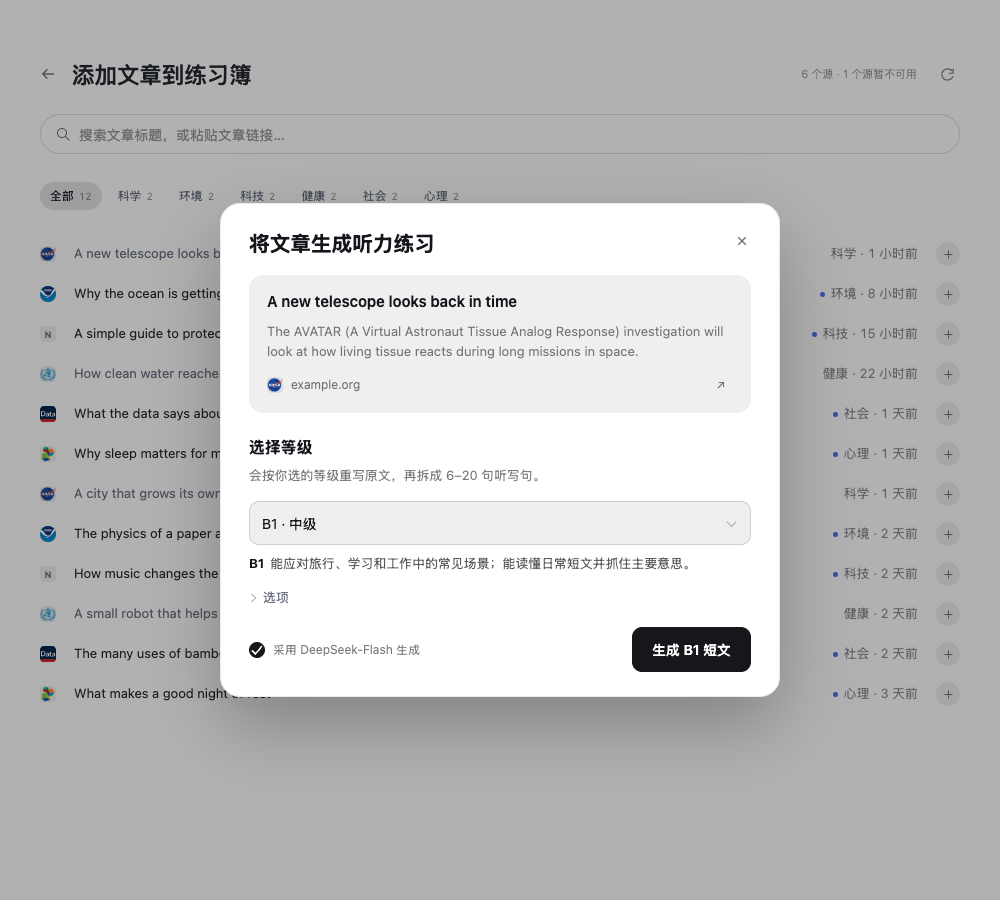 添加文章到练习簿
6 个源 · 1 个源暂不可用
搜索文章标题，或粘贴文章链接...
全部 12 科学 2 环境 2 科技 2 健康 2 社会 2 心理 2
A new telescope looks b
科学 · 1 小时前
Why the ocean is getting
环境 · 8 小时前
N A simple guide to protec
科技 · 15 小时前
How clean water reache
健康 · 22 小时前
Data What the data says abou
社会 · 1 天前
Why sleep matters for m
心理 · 1 天前
A city that grows its own
科学 · 1 天前
The physics of a paper a
环境 · 2 天前
N How music changes the
科技 · 2 天前
A small robot that helps
健康 · 2 天前
Data The many uses of bambo
社会 · 2 天前
What makes a good night
心理 · 3 天前
将文章生成听力练习
A new telescope looks back in time
The AVATAR (A Virtual Astronaut Tissue Analog Response) investigation will
look at how living tissue reacts during long missions in space.
example.org
选择等级
会按你选的等级重写原文，再拆成 6–20 句听写句。
B1 · 中级
B1 能应对旅行、学习和工作中的常见场景；能读懂日常短文并抓住主要意思。
选项
采用 DeepSeek-Flash 生成
生成 B1 短文